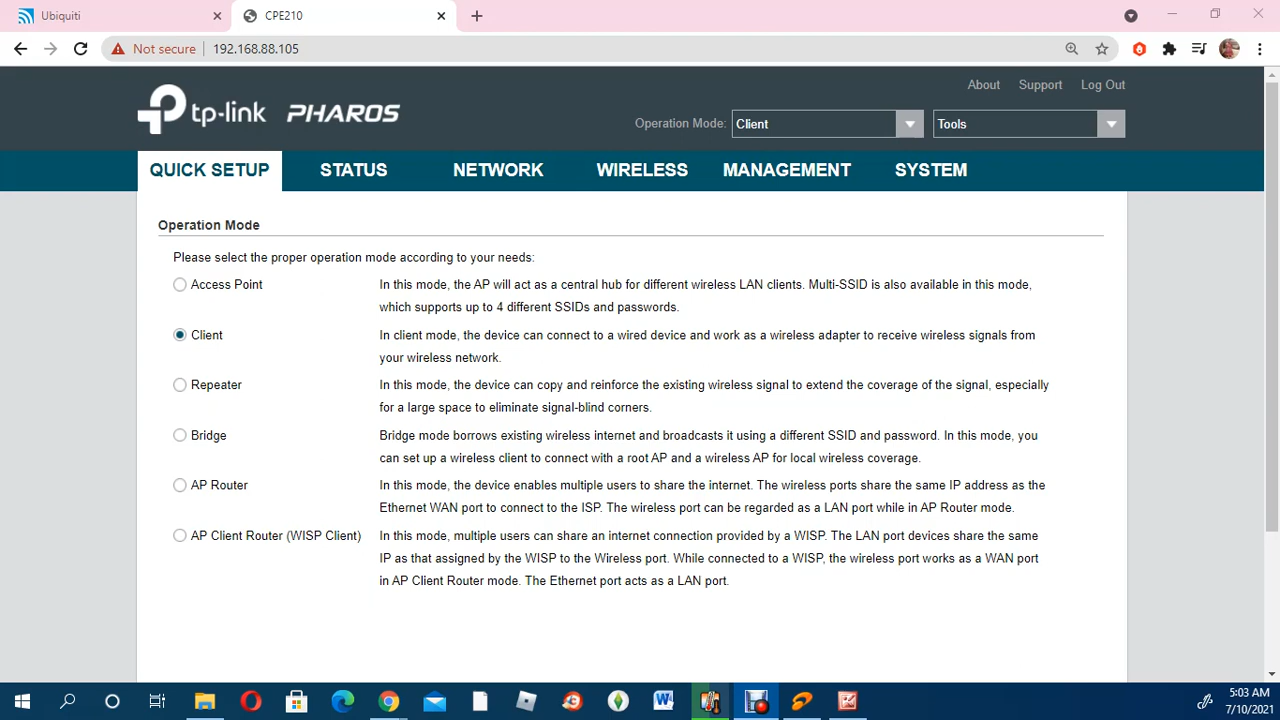 Ubiquiti
CPE210
Not secure
192.168.88.105
About
Support
Log Out
tp-link PHAROS
Operation Mode:
Client
Tools
QUICK SETUP
STATUS
NETWORK
WIRELESS
MANAGEMENT
SYSTEM
Operation Mode
Please select the proper operation mode according to your needs:
Access Point
In this mode, the AP will act as a central hub for different wireless LAN clients. Multi-SSID is also available in this mode,
which supports up to 4 different SSIDs and passwords.
Client
In client mode, the device can connect to a wired device and work as a wireless adapter to receive wireless signals from
your wireless network.
Repeater
In this mode, the device can copy and reinforce the existing wireless signal to extend the coverage of the signal, especially
for a large space to eliminate signal-blind corners.
Bridge
Bridge mode borrows existing wireless internet and broadcasts it using a different SSID and password. In this mode, you
can set up a wireless client to connect with a root AP and a wireless AP for local wireless coverage.
AP Router
In this mode, the device enables multiple users to share the internet. The wireless ports share the same IP address as the
Ethernet WAN port to connect to the ISP. The wireless port can be regarded as a LAN port while in AP Router mode.
AP Client Router (WISP Client)
In this mode, multiple users can share an internet connection provided by a WISP. The LAN port devices share the same
IP as that assigned by the WISP to the Wireless port. While connected to a WISP, the wireless port works as a WAN port
in AP Client Router mode. The Ethernet port acts as a LAN port.
5:03 AM
7/10/2021